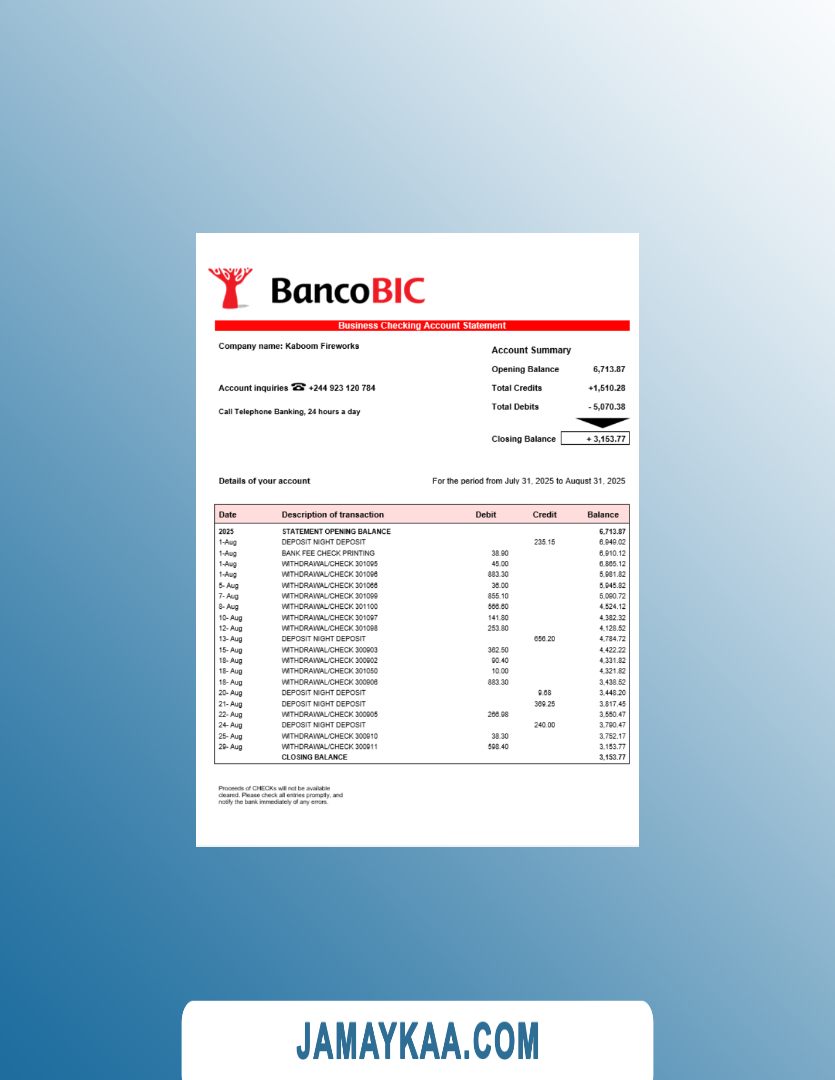 BancoBIC
Business Checking Account Statement
Company name: Kaboom Fireworks
Account inquiries ☎ +244 923 120 784
Call Telephone Banking, 24 hours a day
Account Summary
Opening Balance 6,713.87
Total Credits +1,510.28
Total Debits - 5,070.38
Closing Balance + 3,153.77
Details of your account For the period from July 31, 2025 to August 31, 2025
Date Description of transaction Debit Credit Balance
2025 STATEMENT OPENING BALANCE 6,713.87
1-Aug DEPOSIT NIGHT DEPOSIT 235.15 6,949.02
1-Aug BANK FEE CHECK PRINTING 38.90 6,910.12
1-Aug WITHDRAWAL/CHECK 301095 45.00 6,865.12
1-Aug WITHDRAWAL/CHECK 301096 883.30 5,981.82
5- Aug WITHDRAWAL/CHECK 301066 36.00 5,945.82
7- Aug WITHDRAWAL/CHECK 301099 855.10 5,090.72
8- Aug WITHDRAWAL/CHECK 301100 566.60 4,524.12
10- Aug WITHDRAWAL/CHECK 301097 141.80 4,382.32
12- Aug WITHDRAWAL/CHECK 301098 253.80 4,128.52
13- Aug DEPOSIT NIGHT DEPOSIT 656.20 4,784.72
15- Aug WITHDRAWAL/CHECK 300903 362.50 4,422.22
18- Aug WITHDRAWAL/CHECK 300902 90.40 4,331.82
18- Aug WITHDRAWAL/CHECK 301050 10.00 4,321.82
18- Aug WITHDRAWAL/CHECK 300906 883.30 3,438.52
20- Aug DEPOSIT NIGHT DEPOSIT 9.68 3,448.20
21- Aug DEPOSIT NIGHT DEPOSIT 369.25 3,817.45
22- Aug WITHDRAWAL/CHECK 300905 266.98 3,550.47
24- Aug DEPOSIT NIGHT DEPOSIT 240.00 3,790.47
25- Aug WITHDRAWAL/CHECK 300910 38.30 3,752.17
29- Aug WITHDRAWAL/CHECK 300911 598.40 3,153.77
CLOSING BALANCE 3,153.77
Proceeds of CHECKs will not be available
cleared. Please check all entries promptly, and
notify the bank immediately of any errors.
JAMAYKAA.COM